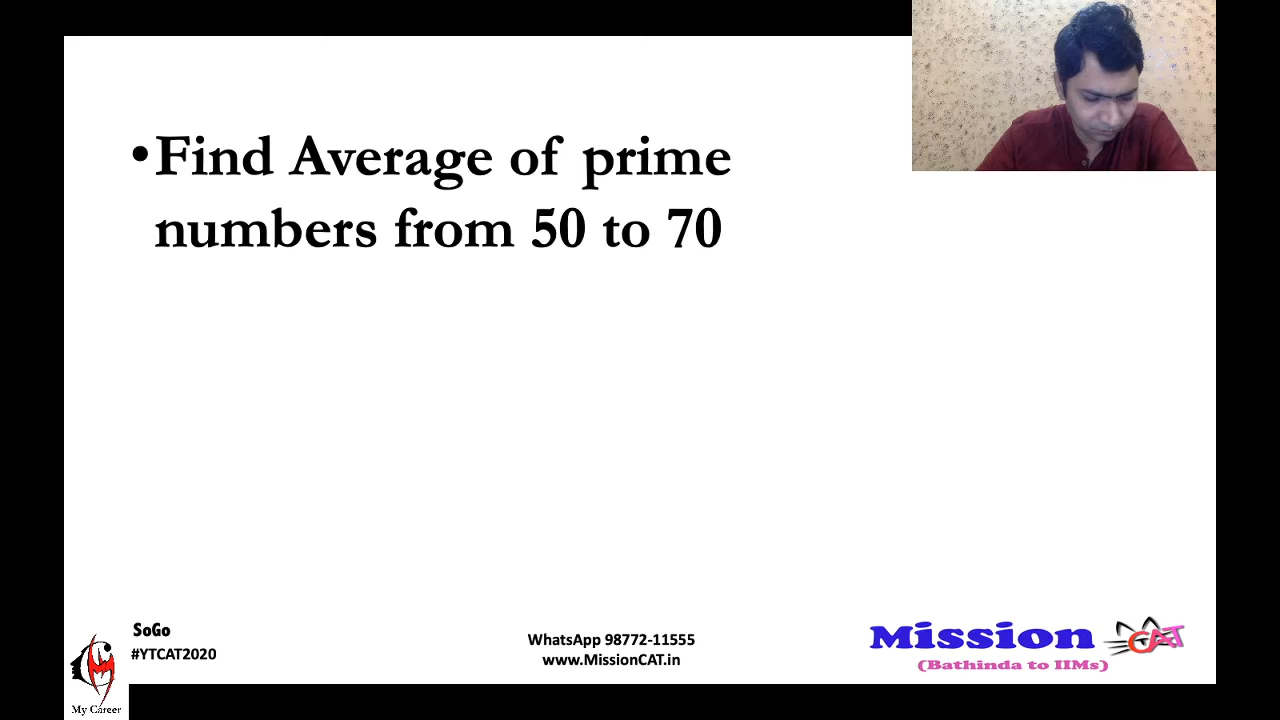 •Find Average of prime
numbers from 50 to 70
SoGo
#YTCAT2020
WhatsApp 98772-11555
www.MissionCAT.in
Mission CAT
(Bathinda to IIMs)
My Career